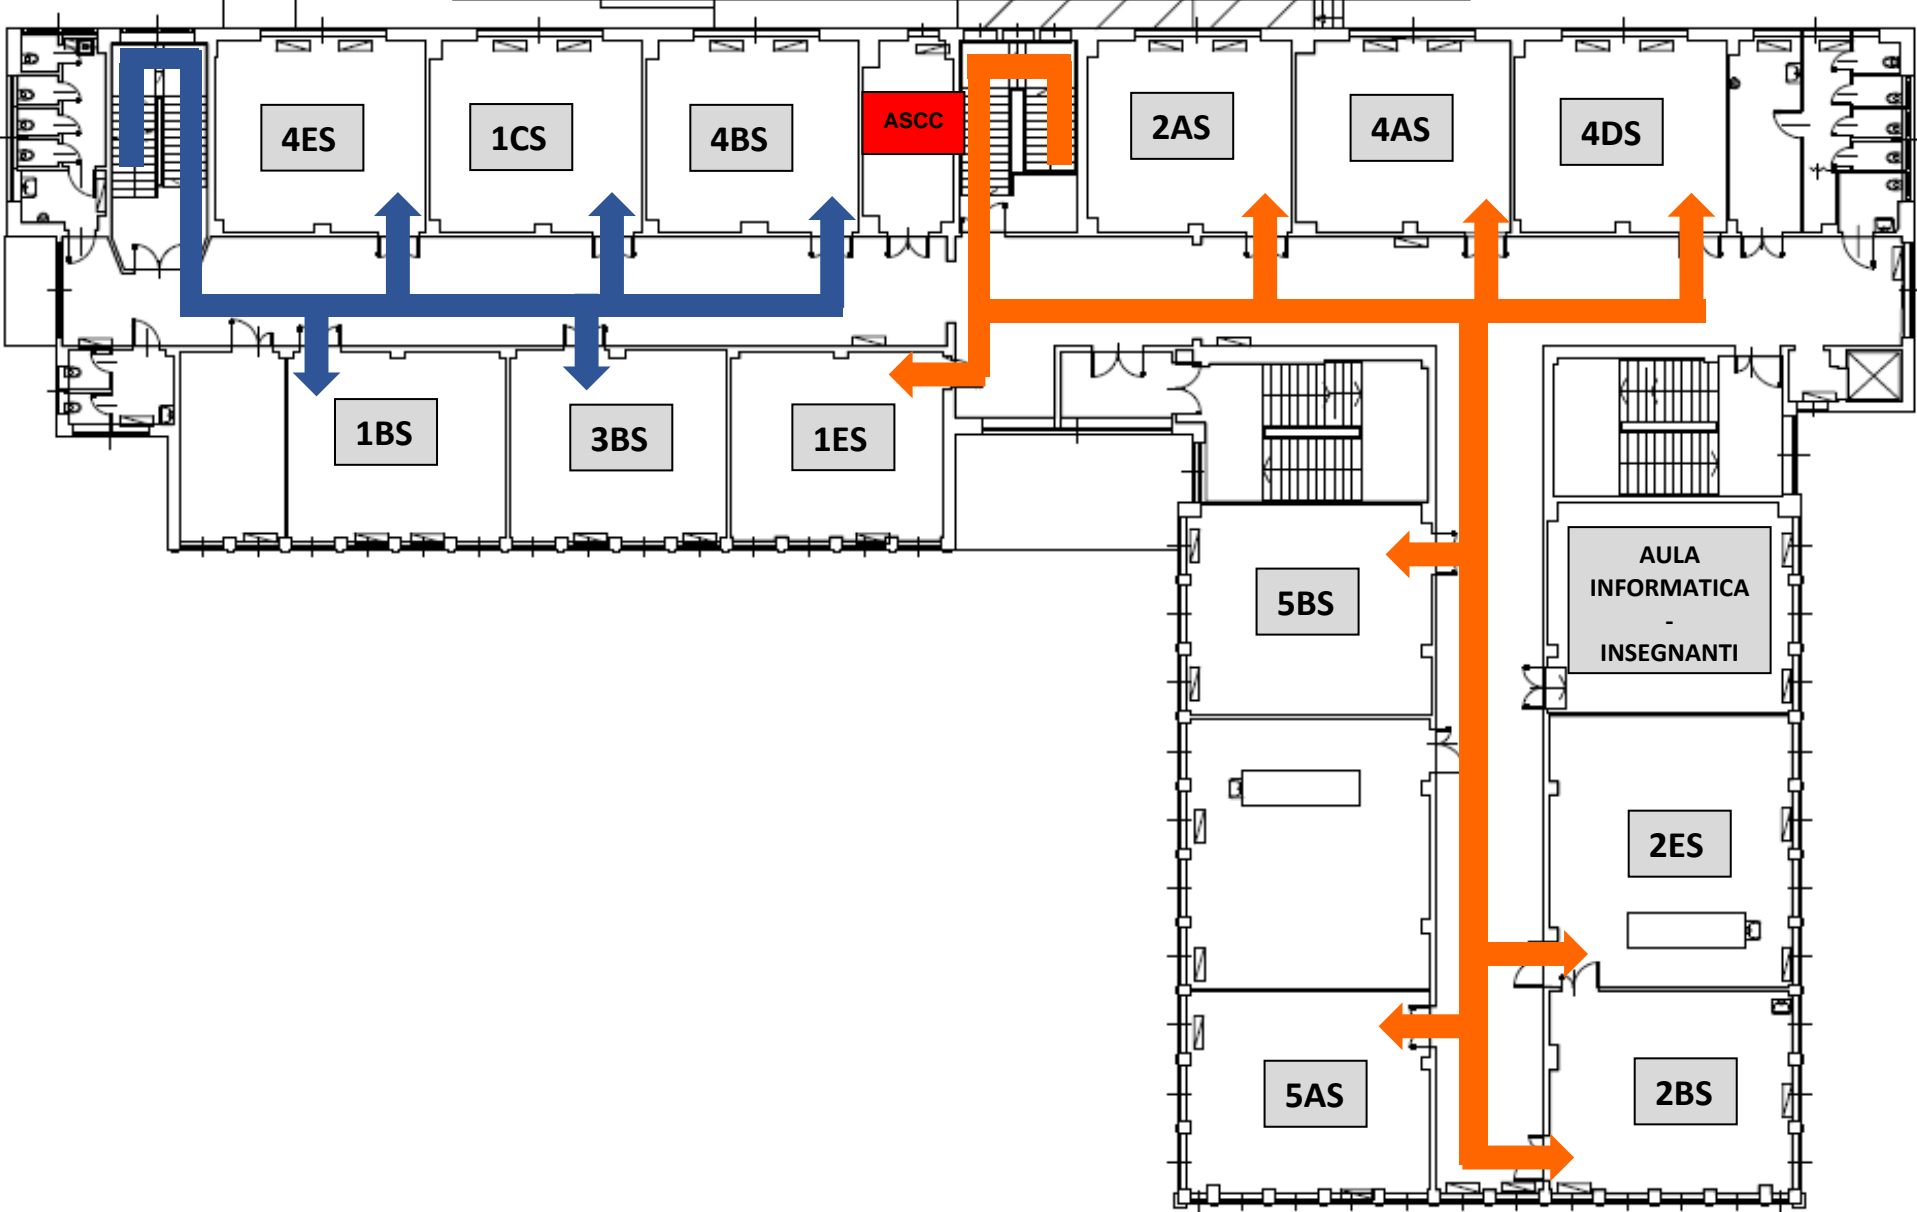 4ES
1CS
4BS
ASCC
2AS
4AS
4DS
1BS
3BS
1ES
5BS
AULA
INFORMATICA
-
INSEGNANTI
2ES
5AS
2BS